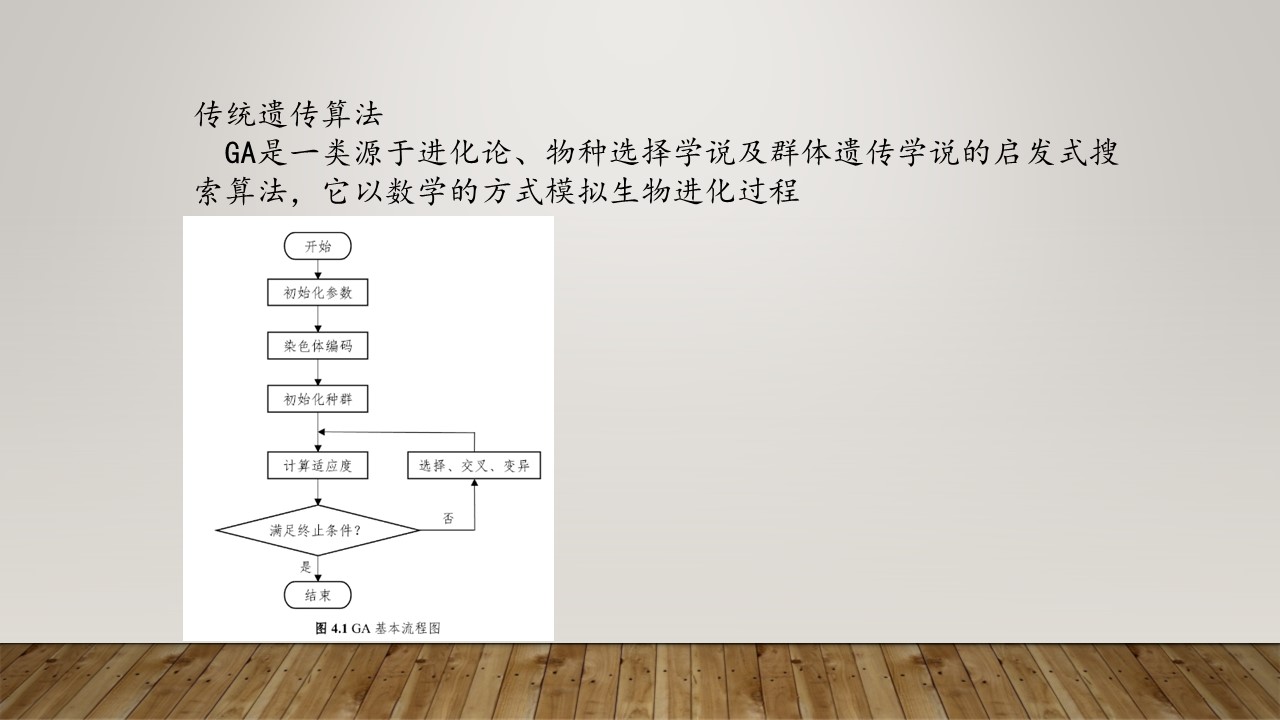 传统遗传算法
GA是一类源于进化论、物种选择学说及群体遗传学说的启发式搜
索算法，它以数学的方式模拟生物进化过程
开始
初始化参数
染色体编码
初始化种群
计算适应度
选择、交叉、变异
满足终止条件？
否
是
结束
图 4.1 GA 基本流程图